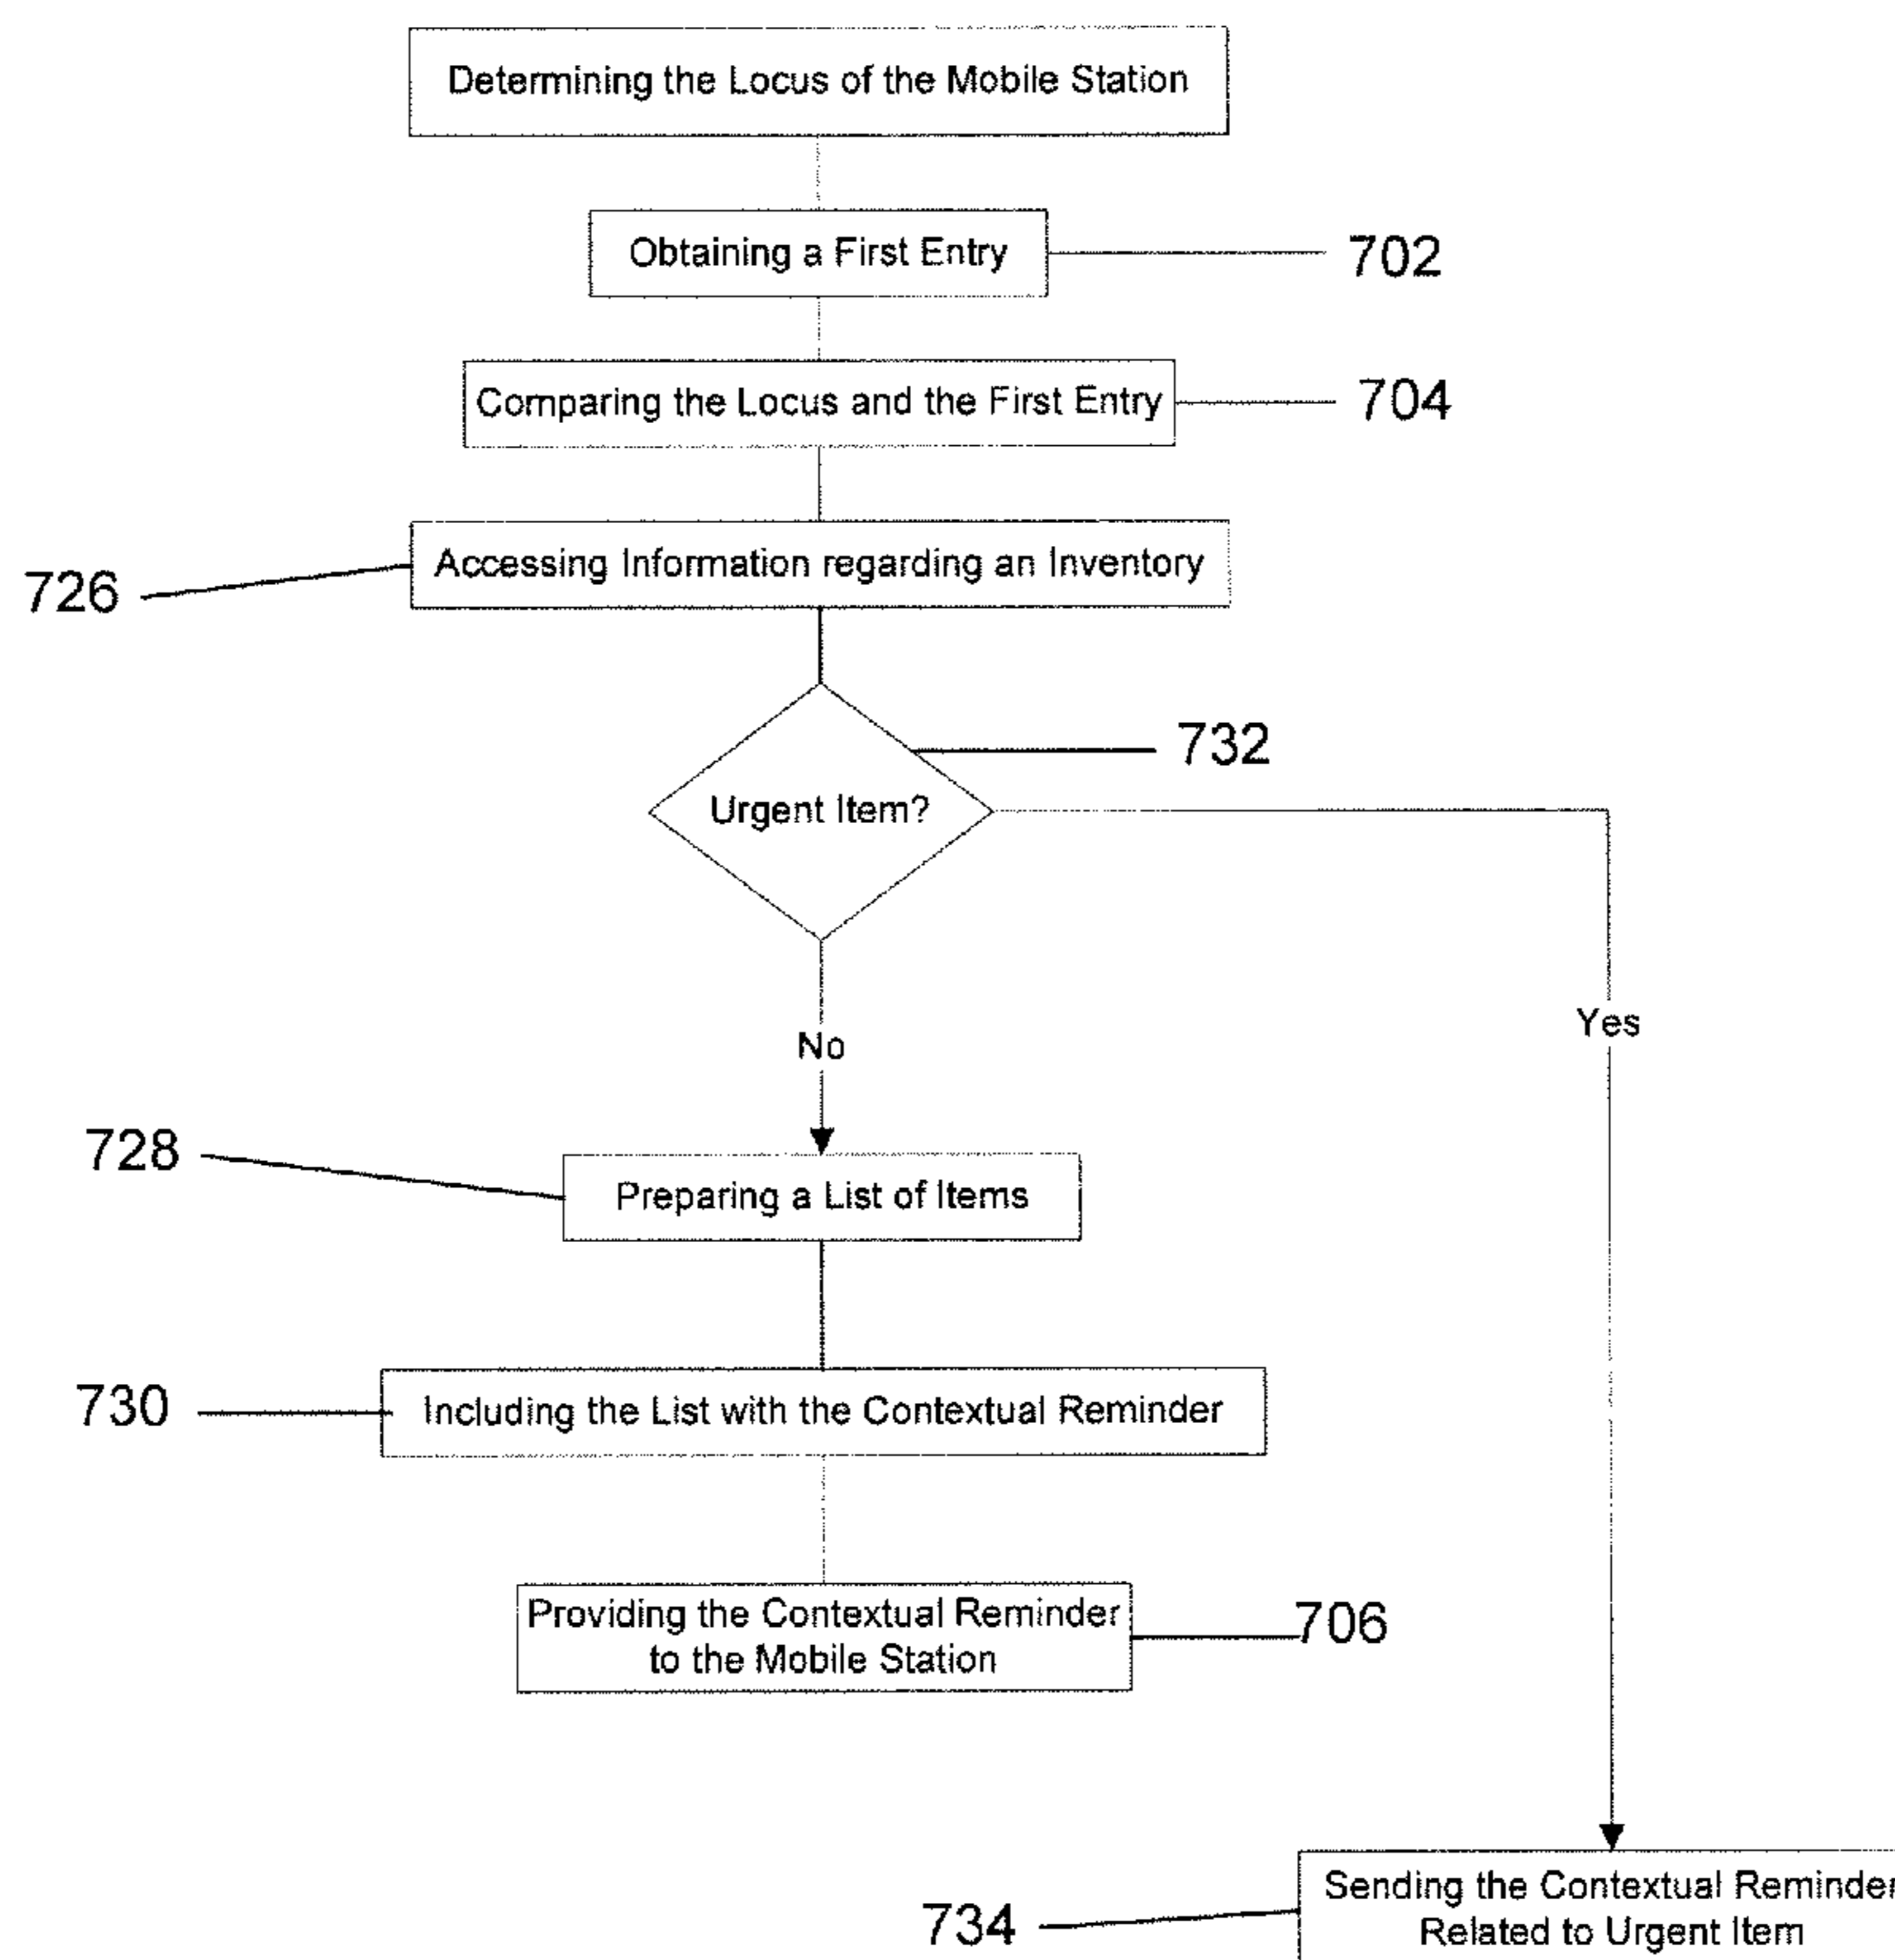 Determining the Locus of the Mobile Station
Obtaining a First Entry
702
Comparing the Locus and the First Entry
704
Accessing Information regarding an Inventory
726
732
Urgent Item?
Yes
No
728
Preparing a List of Items
730
Including the List with the Contextual Reminder
Providing the Contextual Reminder
to the Mobile Station
706
Sending the Contextual Reminder
Related to Urgent Item
734